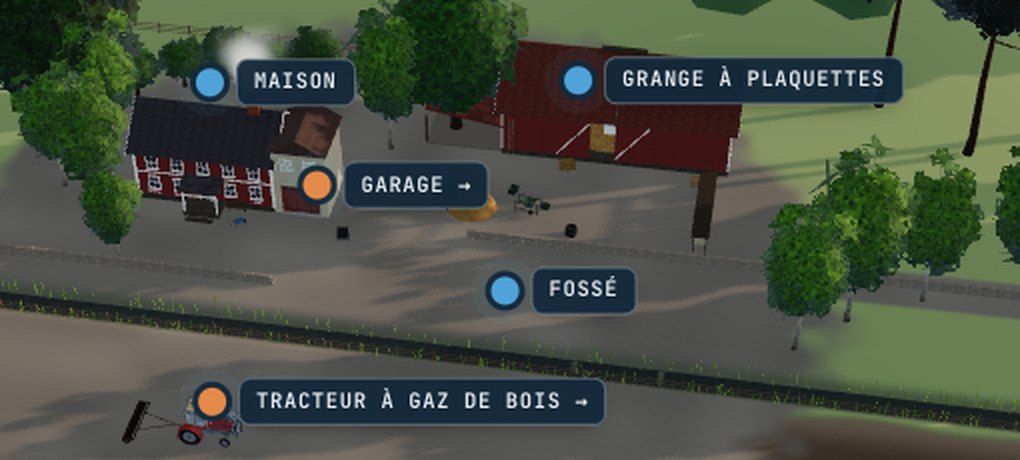 MAISON
GRANGE À PLAQUETTES
GARAGE →
FOSSÉ
TRACTEUR À GAZ DE BOIS →